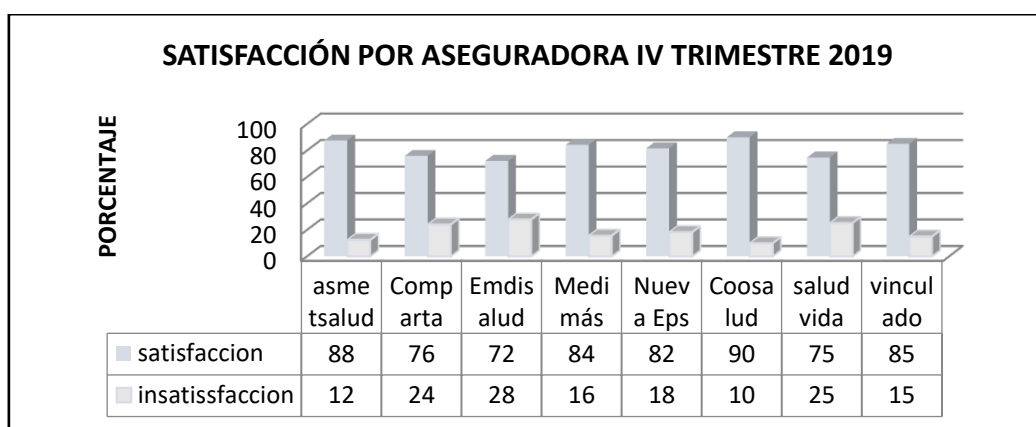 SATISFACCIÓN POR ASEGURADORA IV TRIMESTRE 2019
PORCENTAJE
100
80
60
40
20
0
asme Comp Emdis Medi Nuev Coosa salud vincul
tsalud arta alud más a Eps lud vida ado
satisfaccion 88 76 72 84 82 90 75 85
insatissfaccion 12 24 28 16 18 10 25 15